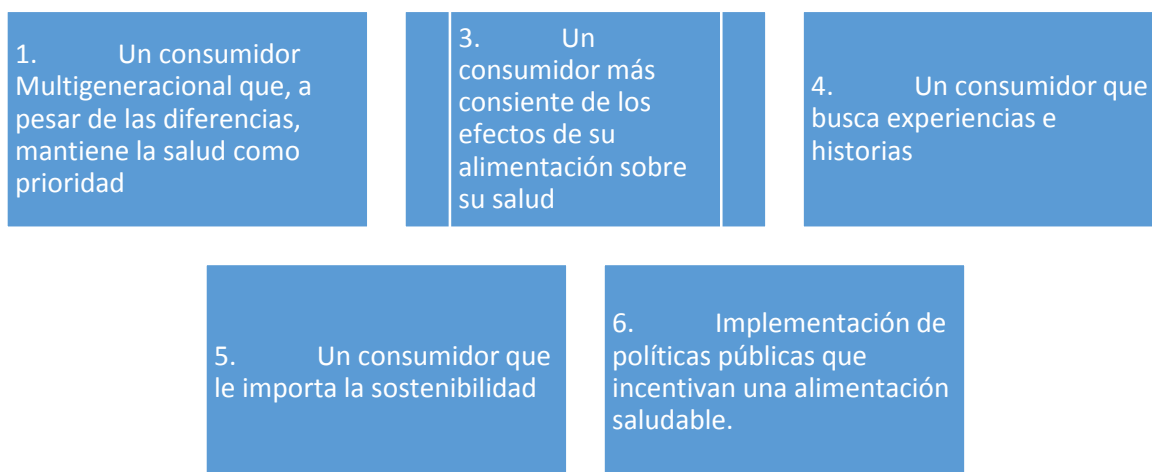 1. Un consumidor
Multigeneracional que, a
pesar de las diferencias,
mantiene la salud como
prioridad
3. Un
consumidor más
consiente de los
efectos de su
alimentación sobre
su salud
4. Un consumidor que
busca experiencias e
historias
5. Un consumidor que
le importa la sostenibilidad
6. Implementación de
políticas públicas que
incentivan una alimentación
saludable.